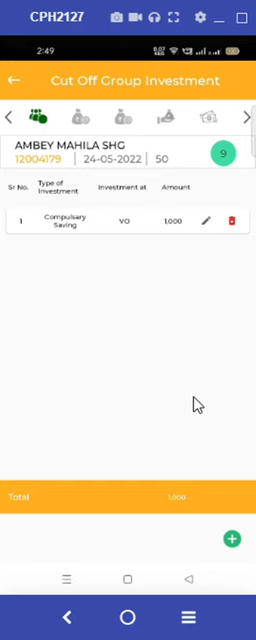 CPH2127
2:49
Cut Off Group Investment
AMBEY MAHILA SHG
12004179 | 24-05-2022 | 50
9
Sr No. Type of Investment Investment at Amount
1 Compulsary Saving VO 1,000
Total 1,000